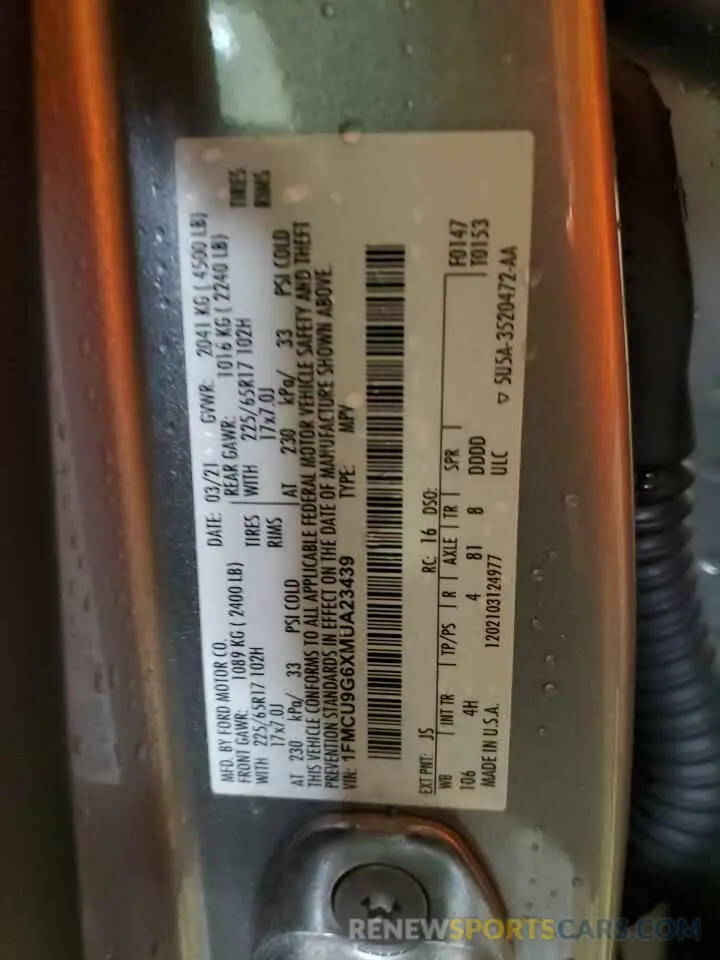 MFD. BY FORD MOTOR CO.
DATE: 03/21 GVWR: 2041 KG ( 4500 LB)
FRONT GAWR: 1089 KG ( 2400 LB) REAR GAWR: 1016 KG ( 2240 LB)
WITH 225/65R17 102H TIRES WITH 225/65R17 102H TIRES
17x7.0J RIMS 17x7.0J RIMS
AT 230 kPa/ 33 PSI COLD AT 230 kPa/ 33 PSI COLD
THIS VEHICLE CONFORMS TO ALL APPLICABLE FEDERAL MOTOR VEHICLE SAFETY AND THEFT
PREVENTION STANDARDS IN EFFECT ON THE DATE OF MANUFACTURE SHOWN ABOVE.
VIN: 1FMCU9G6XMUA23439 TYPE: MPV
EXT PNT: JS RC: 16 DSO: F0147
WB INT TR TP/PS R AXLE TR SPR T0153
106 4H 4 81 8 DDDD
MADE IN U.S.A. 1202103124977 ULC 5U5A-3520472-AA
RENEWSPORTSCARS.COM